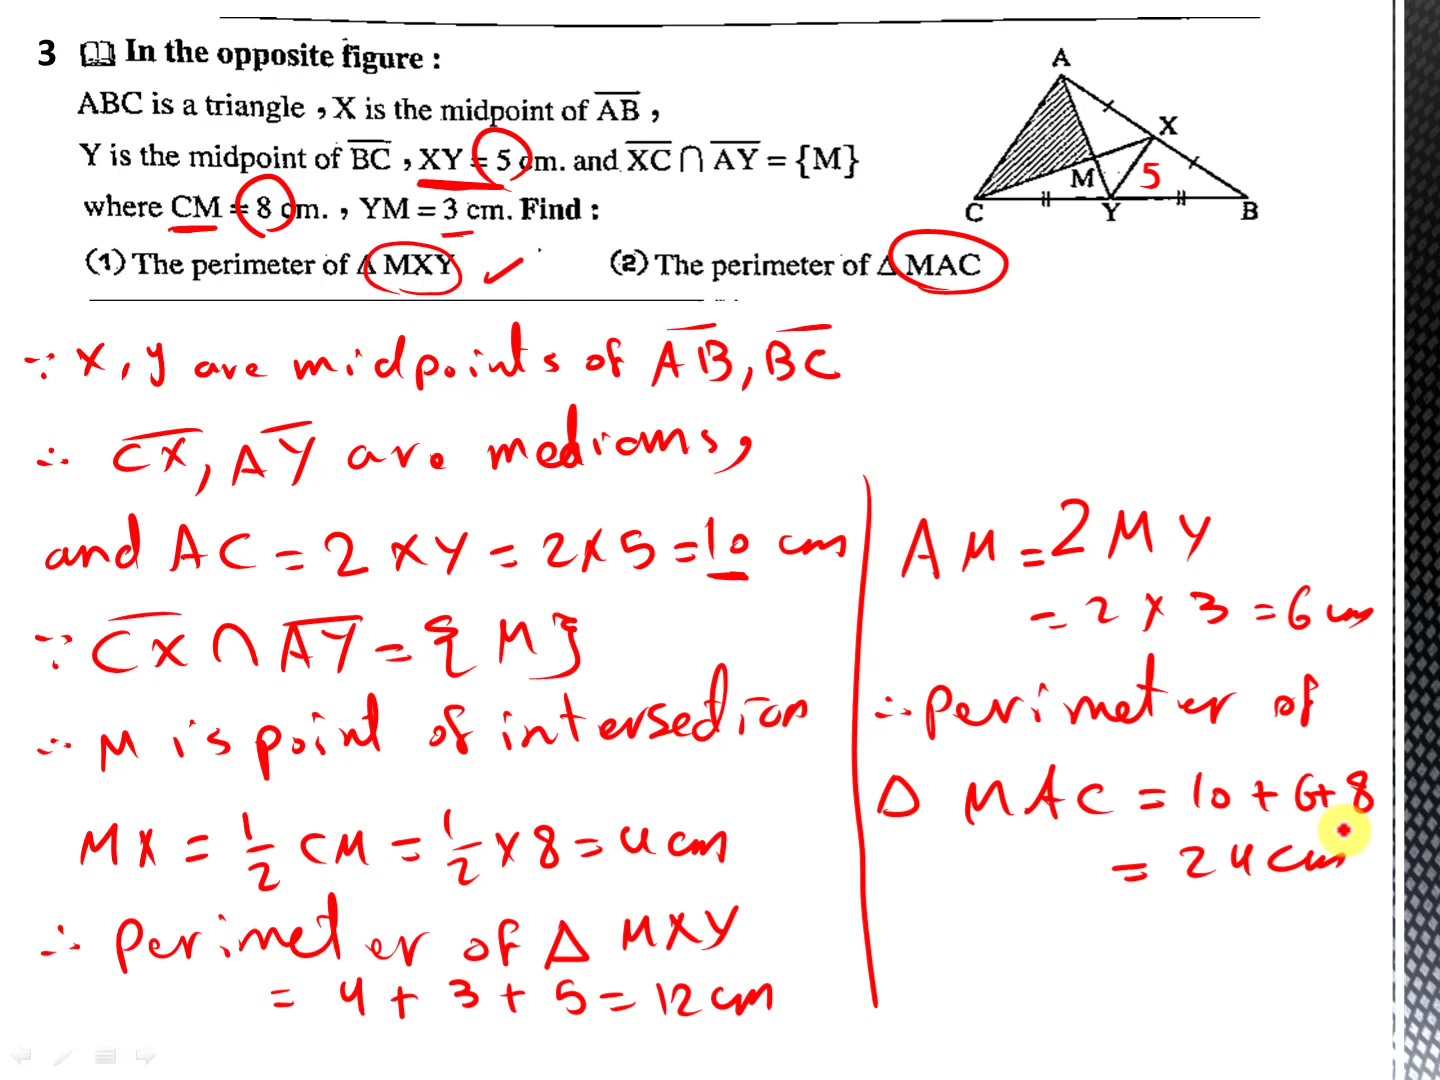 3 In the opposite figure :
ABC is a triangle , X is the midpoint of AB ,
Y is the midpoint of BC , XY = 5 cm. and XC ∩ AY = {M}
where CM = 8 cm. , YM = 3 cm. Find :
(1) The perimeter of △ MXY ✓ (2) The perimeter of △ MAC
A
X
M 5
C Y B
∵ X, Y are midpoints of AB, BC
∴ CX, AY are medians,
and AC = 2 XY = 2×5 = 10 cm
∵ CX ∩ AY = {M}
∴ M is point of intersection
MX = 1/2 CM = 1/2 × 8 = 4 cm
∴ perimeter of △ MXY
= 4 + 3 + 5 = 12 cm
AM = 2 MY
= 2 × 3 = 6 cm
∴ perimeter of
△ MAC = 10 + 6 + 8
= 24 cm